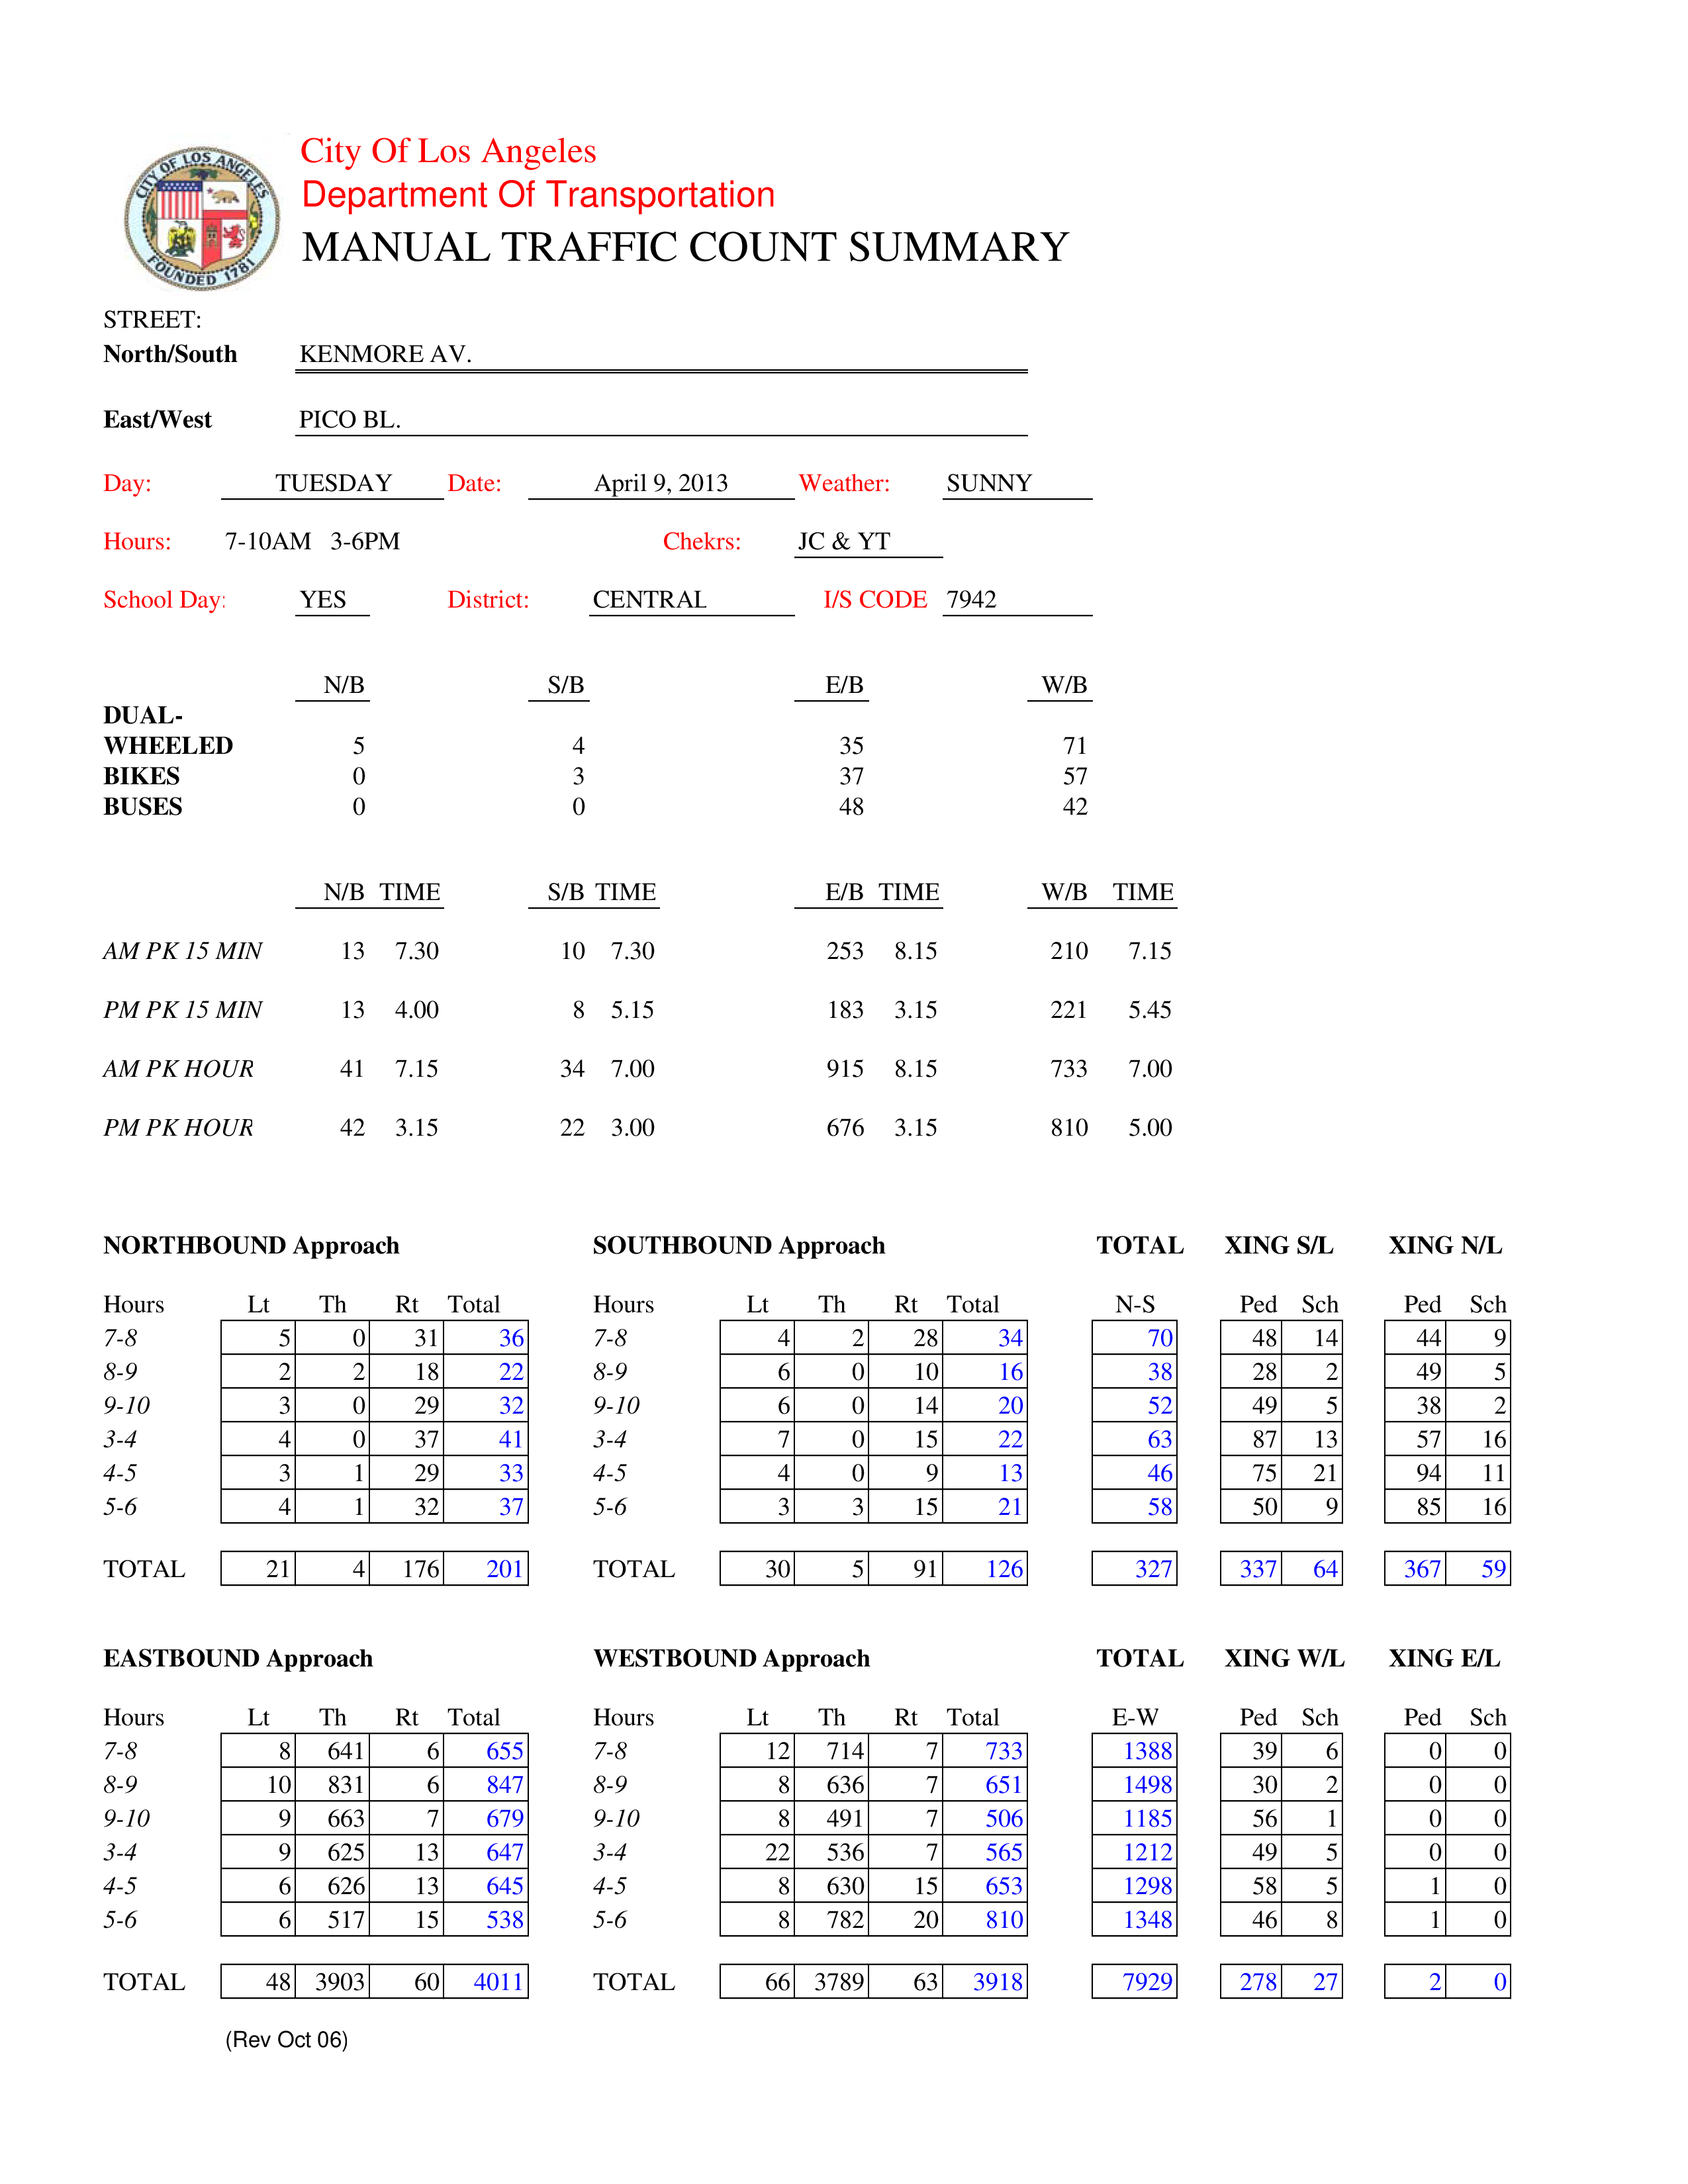 CITY OF LOS ANGELES
FOUNDED 1781
City Of Los Angeles
Department Of Transportation
MANUAL TRAFFIC COUNT SUMMARY
STREET:
North/South KENMORE AV.
East/West PICO BL.
Day: TUESDAY Date: April 9, 2013 Weather: SUNNY
Hours: 7-10AM 3-6PM Chekrs: JC & YT
School Day: YES District: CENTRAL I/S CODE 7942
N/B S/B E/B W/B
DUAL-
WHEELED 5 4 35 71
BIKES 0 3 37 57
BUSES 0 0 48 42
N/B TIME S/B TIME E/B TIME W/B TIME
AM PK 15 MIN 13 7.30 10 7.30 253 8.15 210 7.15
PM PK 15 MIN 13 4.00 8 5.15 183 3.15 221 5.45
AM PK HOUR 41 7.15 34 7.00 915 8.15 733 7.00
PM PK HOUR 42 3.15 22 3.00 676 3.15 810 5.00
NORTHBOUND Approach SOUTHBOUND Approach TOTAL XING S/L XING N/L
Hours Lt Th Rt Total Hours Lt Th Rt Total N-S Ped Sch Ped Sch
7-8 5 0 31 36 7-8 4 2 28 34 70 48 14 44 9
8-9 2 2 18 22 8-9 6 0 10 16 38 28 2 49 5
9-10 3 0 29 32 9-10 6 0 14 20 52 49 5 38 2
3-4 4 0 37 41 3-4 7 0 15 22 63 87 13 57 16
4-5 3 1 29 33 4-5 4 0 9 13 46 75 21 94 11
5-6 4 1 32 37 5-6 3 3 15 21 58 50 9 85 16
TOTAL 21 4 176 201 TOTAL 30 5 91 126 327 337 64 367 59
EASTBOUND Approach WESTBOUND Approach TOTAL XING W/L XING E/L
Hours Lt Th Rt Total Hours Lt Th Rt Total E-W Ped Sch Ped Sch
7-8 8 641 6 655 7-8 12 714 7 733 1388 39 6 0 0
8-9 10 831 6 847 8-9 8 636 7 651 1498 30 2 0 0
9-10 9 663 7 679 9-10 8 491 7 506 1185 56 1 0 0
3-4 9 625 13 647 3-4 22 536 7 565 1212 49 5 0 0
4-5 6 626 13 645 4-5 8 630 15 653 1298 58 5 1 0
5-6 6 517 15 538 5-6 8 782 20 810 1348 46 8 1 0
TOTAL 48 3903 60 4011 TOTAL 66 3789 63 3918 7929 278 27 2 0
(Rev Oct 06)